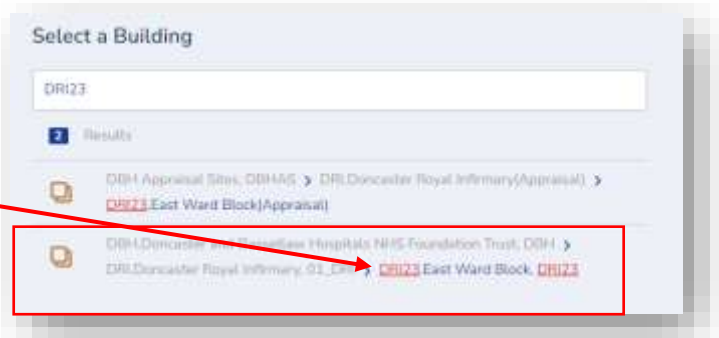 Select a Building
DRI23
2 Results
DBH.Appraisal Sites, DBHAS > DRI.Doncaster Royal Infirmary(Appraisal) >
DRI23.East Ward Block(Appraisal)
DBH.Doncaster and Bassetlaw Hospitals NHS Foundation Trust, DBH >
DRI.Doncaster Royal Infirmary, 01_DRI > DRI23.East Ward Block, DRI23